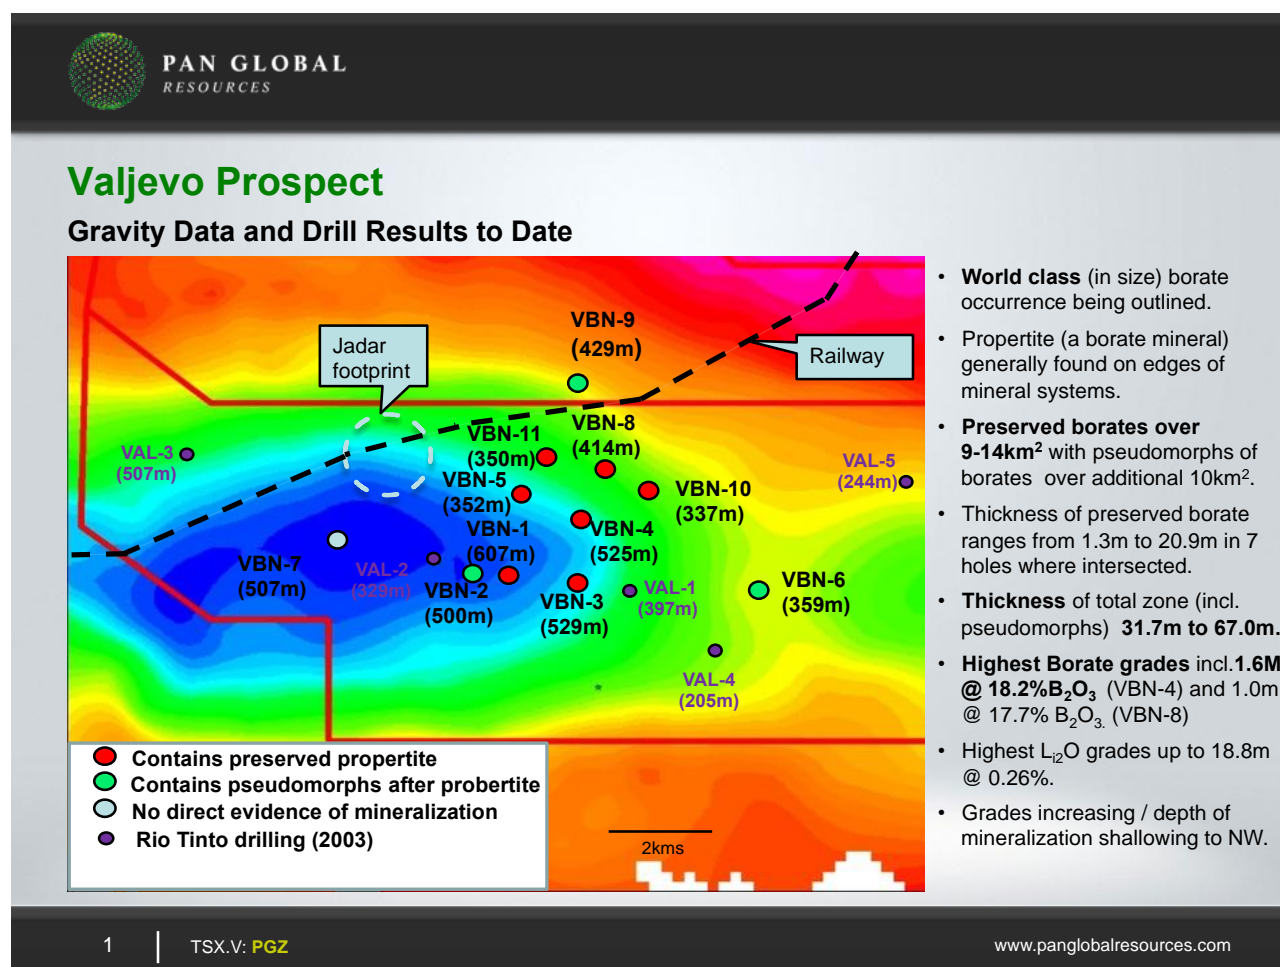 PAN GLOBAL
RESOURCES
Valjevo Prospect
Gravity Data and Drill Results to Date
VBN-9
(429m)
Jadar
footprint
Railway
VBN-11
(350m)
VBN-8
(414m)
VAL-3
(507m)
VAL-5
(244m)
VBN-5
(352m)
VBN-10
(337m)
VBN-1
(607m)
VBN-4
(525m)
VBN-7
(507m)
VAL-2
(329m)
VBN-2
(500m)
VBN-3
(529m)
VAL-1
(397m)
VBN-6
(359m)
VAL-4
(205m)
Contains preserved propertite
Contains pseudomorphs after probertite
No direct evidence of mineralization
Rio Tinto drilling (2003)
2kms
• World class (in size) borate
occurrence being outlined.
• Propertite (a borate mineral)
generally found on edges of
mineral systems.
• Preserved borates over
9-14km² with pseudomorphs of
borates over additional 10km².
• Thickness of preserved borate
ranges from 1.3m to 20.9m in 7
holes where intersected.
• Thickness of total zone (incl.
pseudomorphs) 31.7m to 67.0m.
• Highest Borate grades incl.1.6M
@ 18.2%B₂O₃ (VBN-4) and 1.0m
@ 17.7% B₂O₃. (VBN-8)
• Highest Lᵢ₂O grades up to 18.8m
@ 0.26%.
• Grades increasing / depth of
mineralization shallowing to NW.
1
TSX.V: PGZ
www.panglobalresources.com